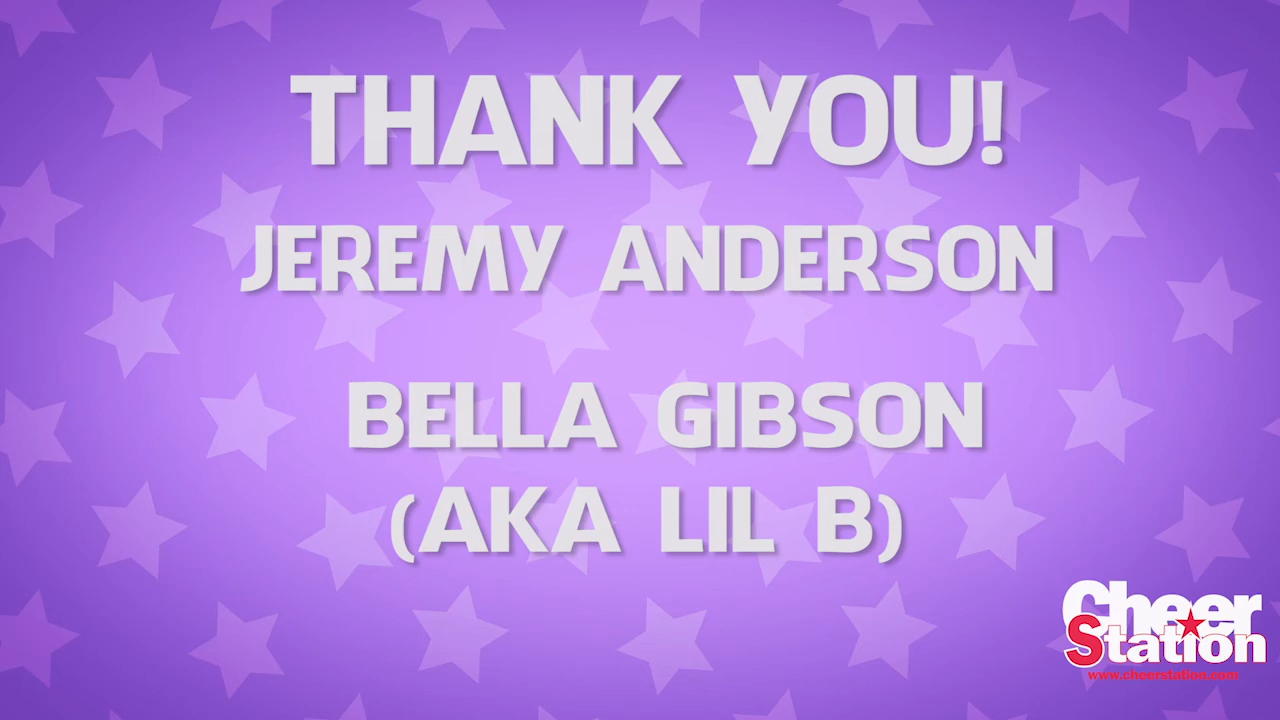 THANK YOU!
JEREMY ANDERSON
BELLA GIBSON
(AKA LIL B)
Cheer
Station
www.cheerstation.com